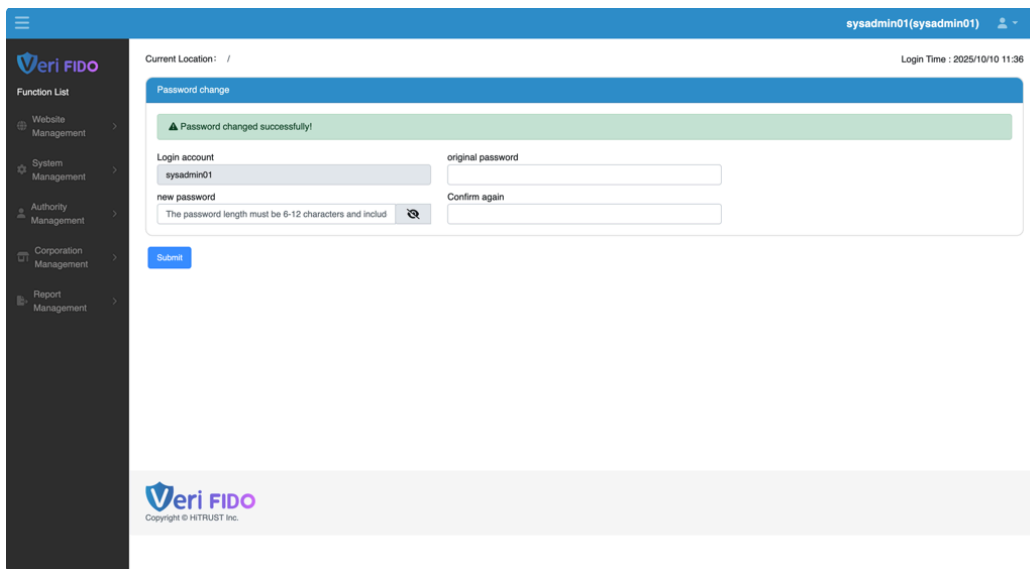 sysadmin01(sysadmin01)
Veri FIDO
Function List
Website
Management
System
Management
Authority
Management
Corporation
Management
Report
Management
Current Location： /
Login Time : 2025/10/10 11:36
Password change
Password changed successfully!
Login account
original password
sysadmin01
new password
Confirm again
The password length must be 6-12 characters and includ
Submit
Veri FIDO
Copyright © HiTRUST Inc.